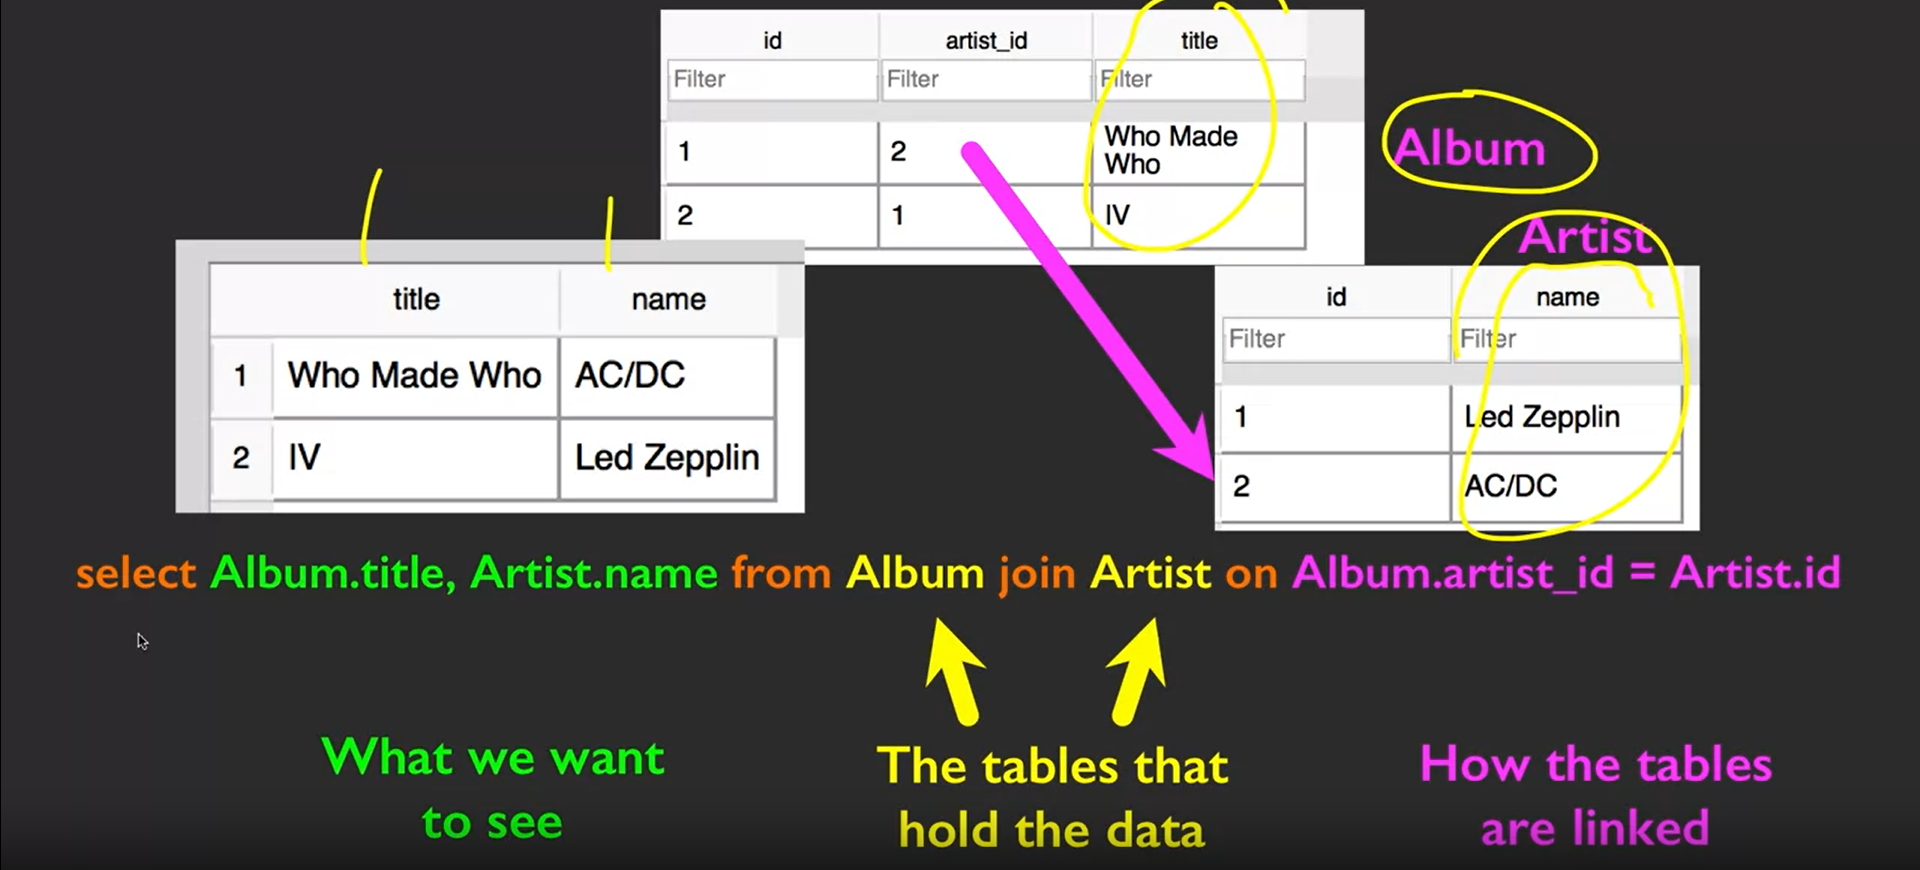 id artist_id title
Filter Filter Filter
1 2 Who Made Who
2 1 IV
Album
Artist
id name
Filter Filter
1 Led Zepplin
2 AC/DC
title name
1 Who Made Who AC/DC
2 IV Led Zepplin
select Album.title, Artist.name from Album join Artist on Album.artist_id = Artist.id
What we want
to see
The tables that
hold the data
How the tables
are linked